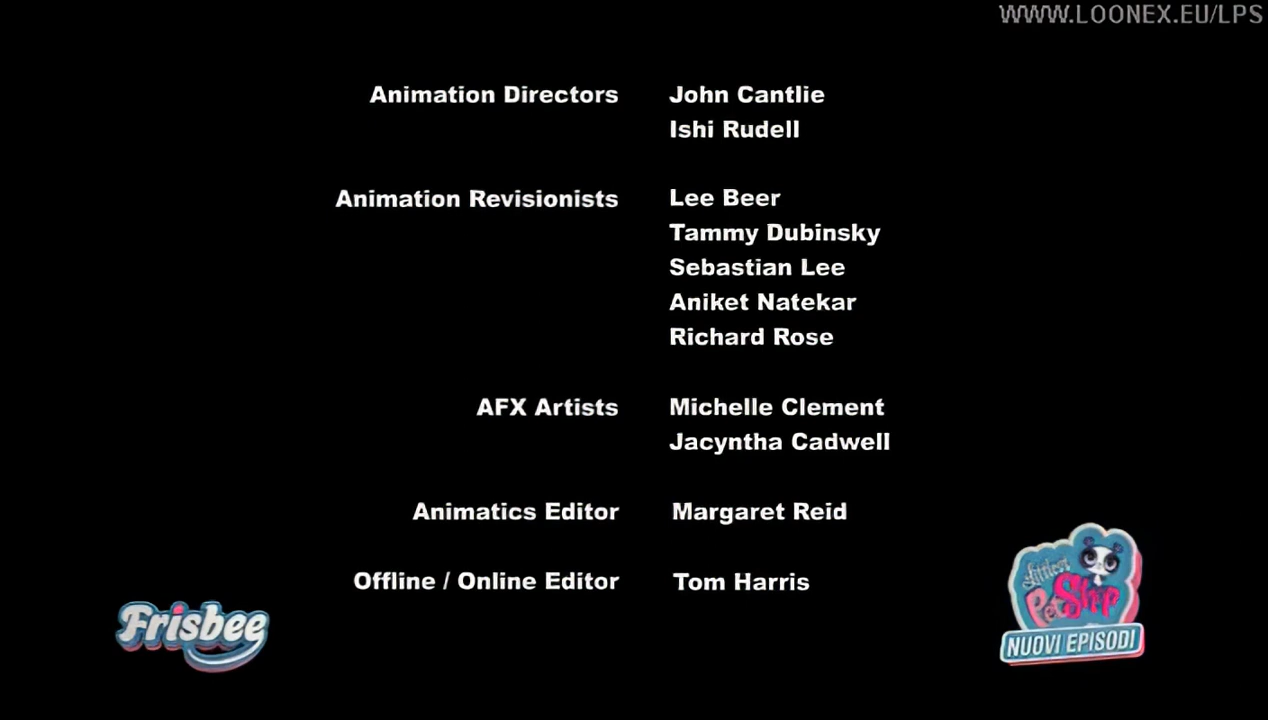 WWW.LOONEX.EU/LPS
Animation Directors John Cantlie
Ishi Rudell
Animation Revisionists Lee Beer
Tammy Dubinsky
Sebastian Lee
Aniket Natekar
Richard Rose
AFX Artists Michelle Clement
Jacyntha Cadwell
Animatics Editor Margaret Reid
Offline / Online Editor Tom Harris
Frisbee
Littlest
Pet Shop
NUOVI EPISODI